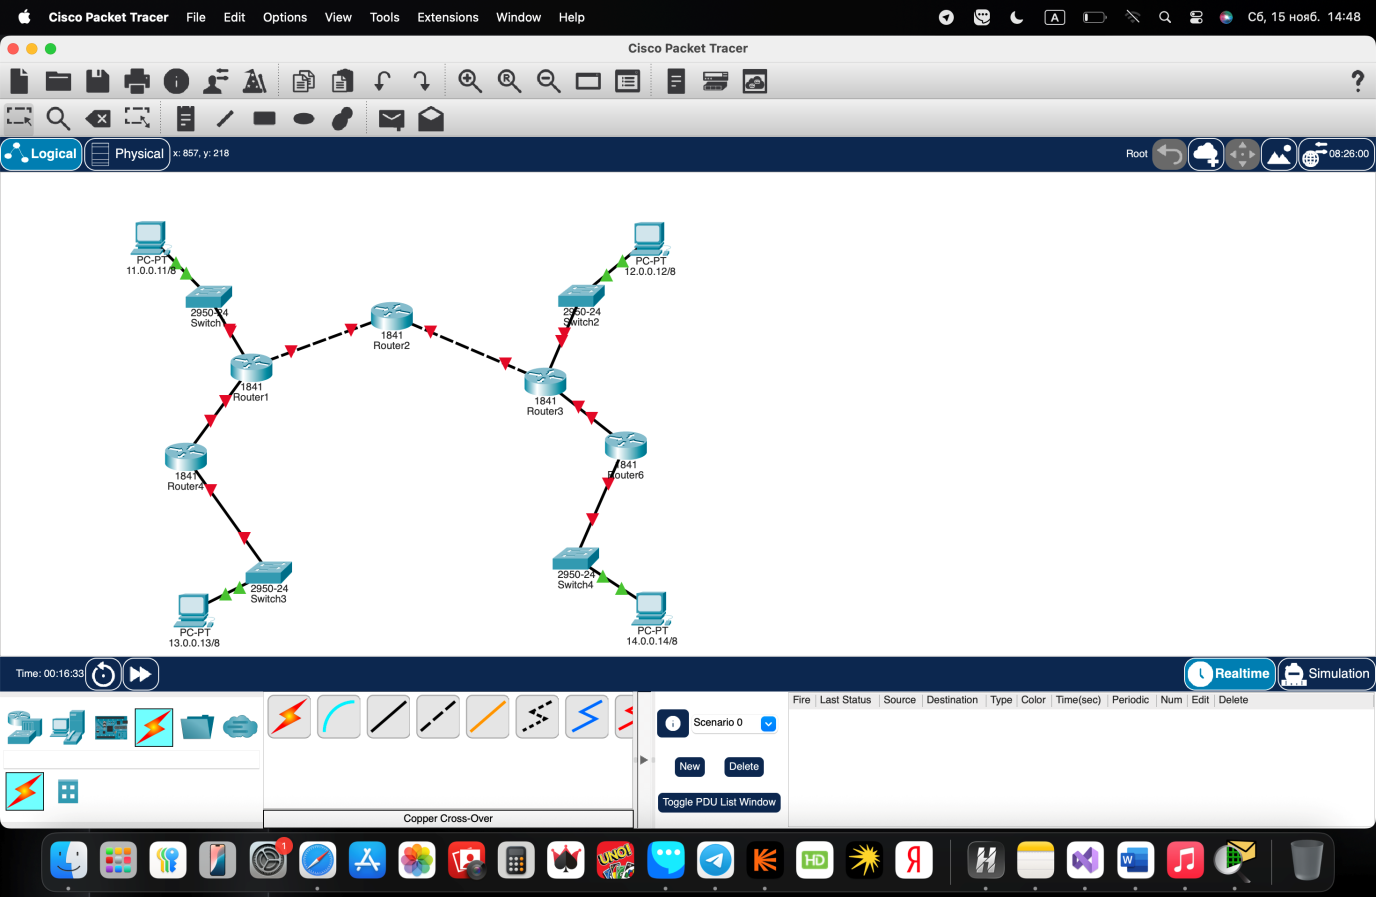 Cisco Packet Tracer File Edit Options View Tools Extensions Window Help
A
Сб, 15 нояб. 14:48
Cisco Packet Tracer
?
Logical
Physical
x: 857, y: 218
Root
08:26:00
PC-PT
11.0.0.11/8
PC-PT
12.0.0.12/8
2950-24
Switch1
2950-24
Switch2
1841
Router2
1841
Router1
1841
Router3
1841
Router4
1841
Router6
2950-24
Switch3
2950-24
Switch4
PC-PT
13.0.0.13/8
PC-PT
14.0.0.14/8
Time: 00:16:33
Realtime
Simulation
Scenario 0
New
Delete
Toggle PDU List Window
Copper Cross-Over
Fire Last Status Source Destination Type Color Time(sec) Periodic Num Edit Delete
1
UNO!
HD
Я
W